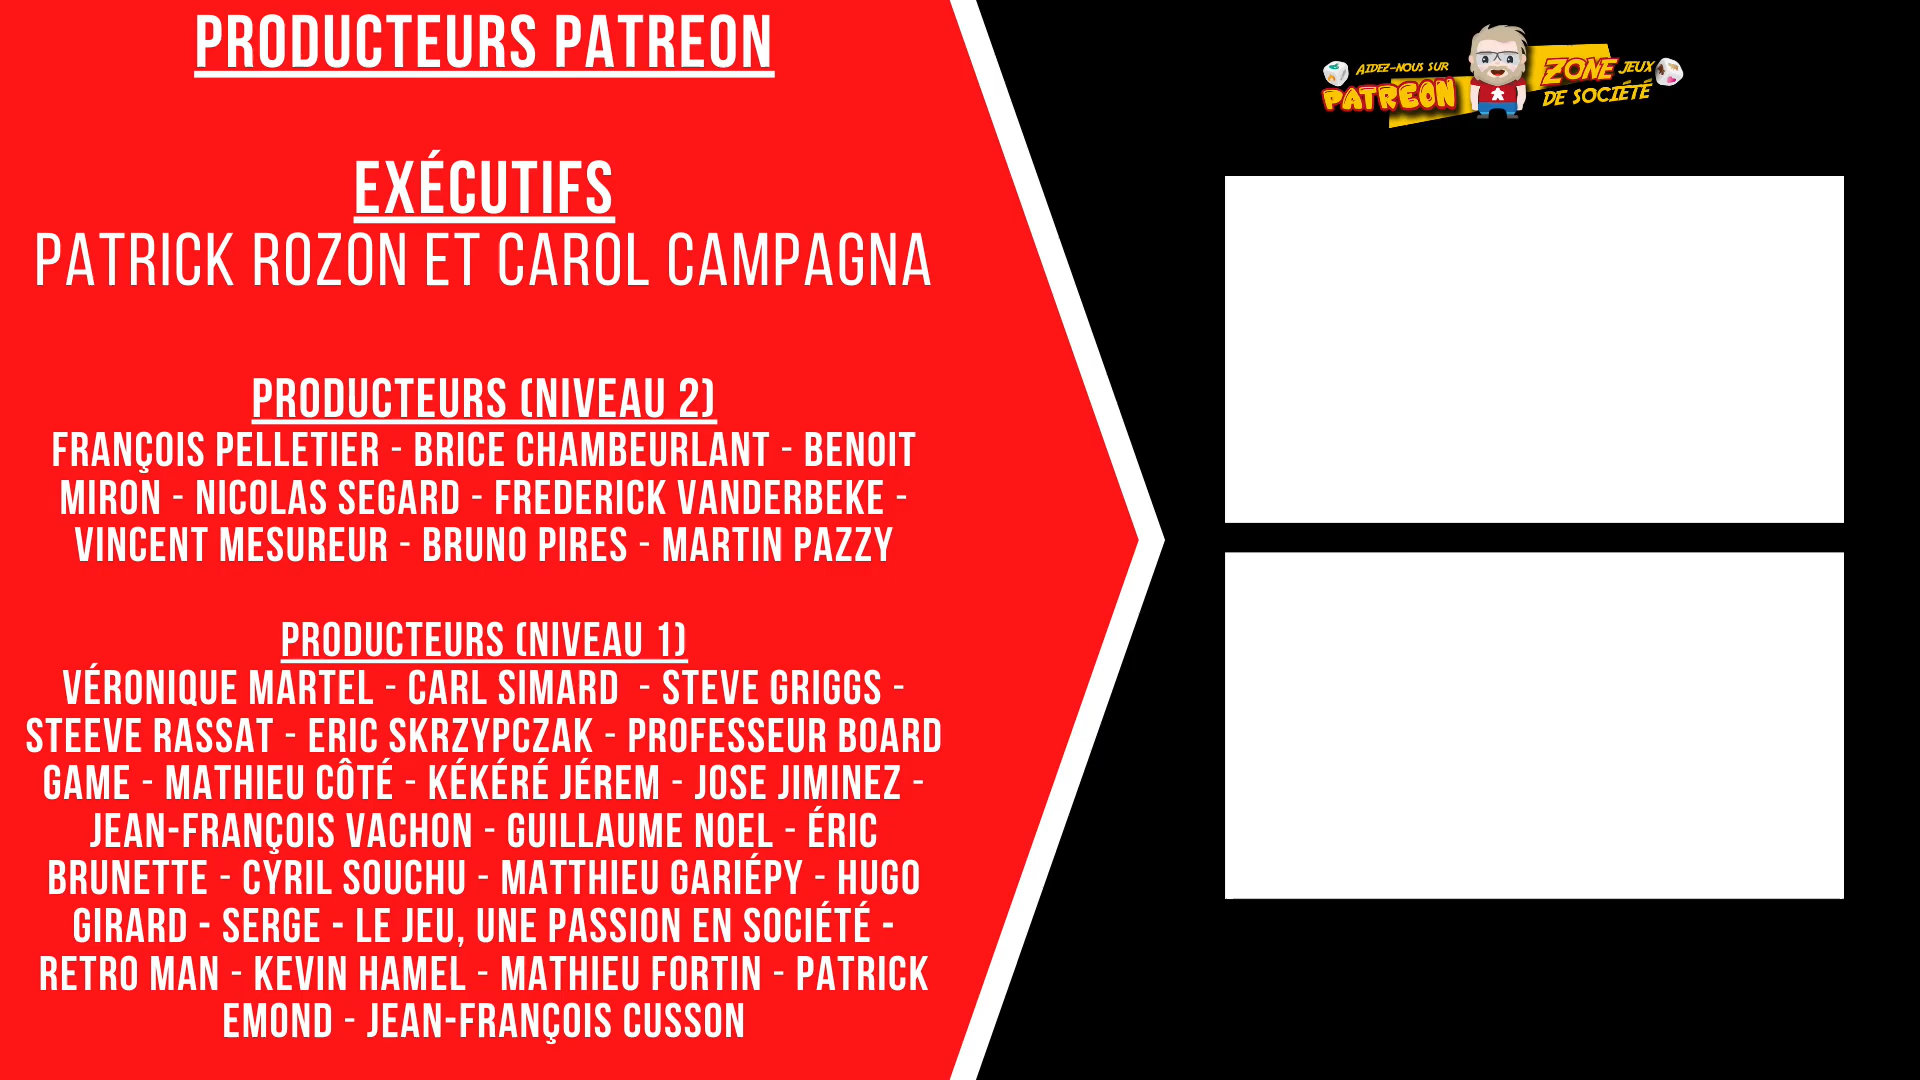 PRODUCTEURS PATREON
EXÉCUTIFS
PATRICK ROZON ET CAROL CAMPAGNA
PRODUCTEURS (NIVEAU 2)
FRANÇOIS PELLETIER - BRICE CHAMBEURLANT - BENOIT
MIRON - NICOLAS SEGARD - FREDERICK VANDERBEKE -
VINCENT MESUREUR - BRUNO PIRES - MARTIN PAZZY
PRODUCTEURS (NIVEAU 1)
VÉRONIQUE MARTEL - CARL SIMARD - STEVE GRIGGS -
STEEVE RASSAT - ERIC SKRZYPCZAK - PROFESSEUR BOARD
GAME - MATHIEU CÔTÉ - KÉKÉRÉ JÉREM - JOSE JIMINEZ -
JEAN-FRANÇOIS VACHON - GUILLAUME NOEL - ÉRIC
BRUNETTE - CYRIL SOUCHU - MATTHIEU GARIÉPY - HUGO
GIRARD - SERGE - LE JEU, UNE PASSION EN SOCIÉTÉ -
RETRO MAN - KEVIN HAMEL - MATHIEU FORTIN - PATRICK
EMOND - JEAN-FRANÇOIS CUSSON
AIDEZ-NOUS SUR
PATREON
ZONE JEUX
DE SOCIÉTÉ